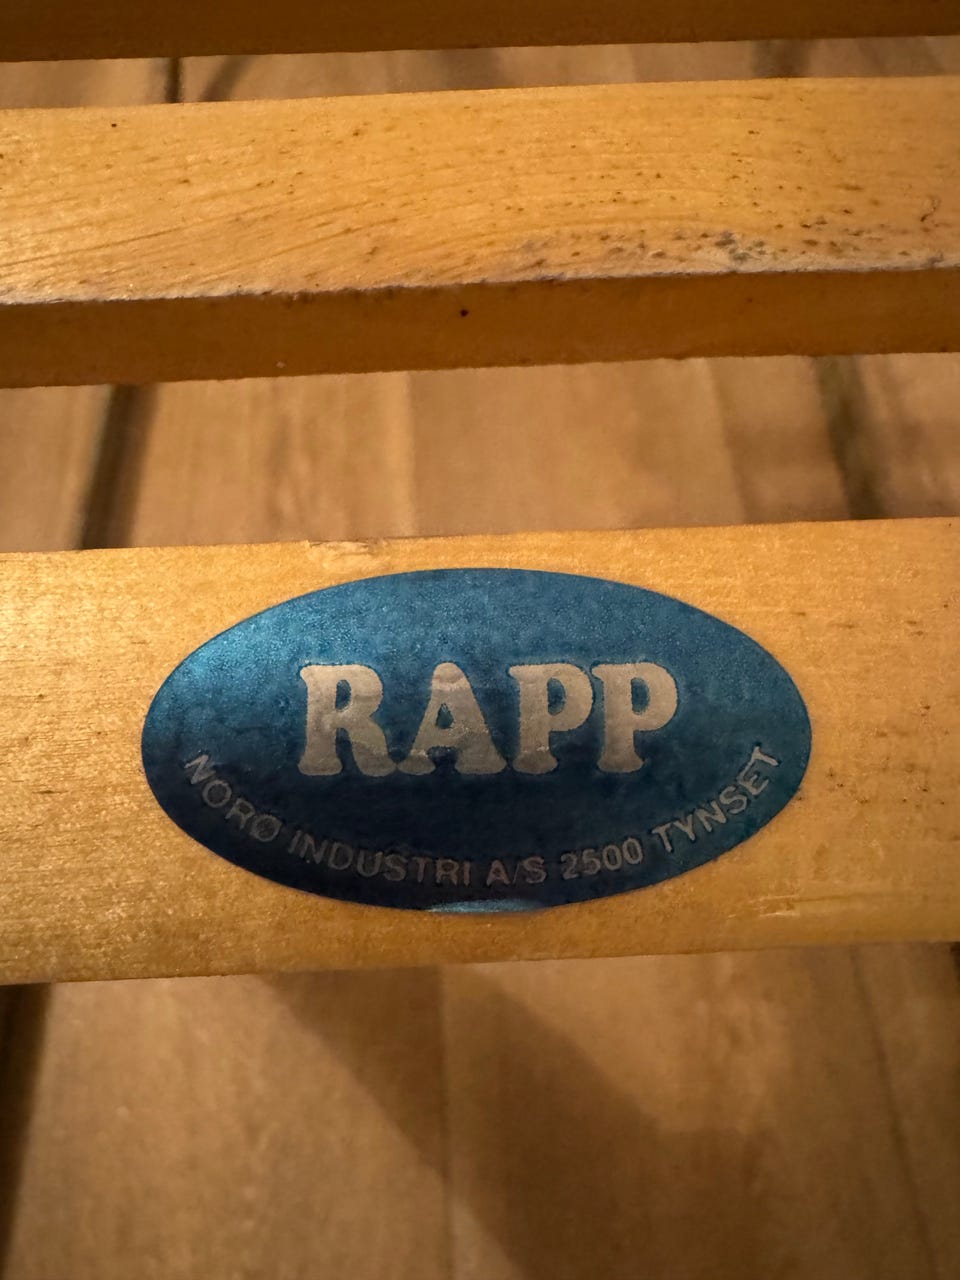 RAPP
NORØ INDUSTRI A/S 2500 TYNSET